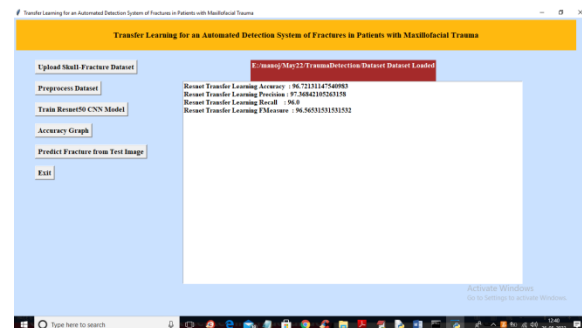 Transfer Learning for an Automated Detection System of Fractures in Patients with Maxillofacial Trauma
Transfer Learning for an Automated Detection System of Fractures in Patients with Maxillofacial Trauma
Upload Skull-Fracture Dataset
E:/manoj/May22/TraumaDetection/Dataset Dataset Loaded
Preprocess Dataset
Resnet Transfer Learning Accuracy : 96.72131147540983
Resnet Transfer Learning Precision : 97.36842105263158
Resnet Transfer Learning Recall : 96.0
Resnet Transfer Learning FMeasure : 96.56531531531532
Train Resnet50 CNN Model
Accuracy Graph
Predict Fracture from Test Image
Exit
Activate Windows
Go to Settings to activate Windows.
Type here to search
12:40